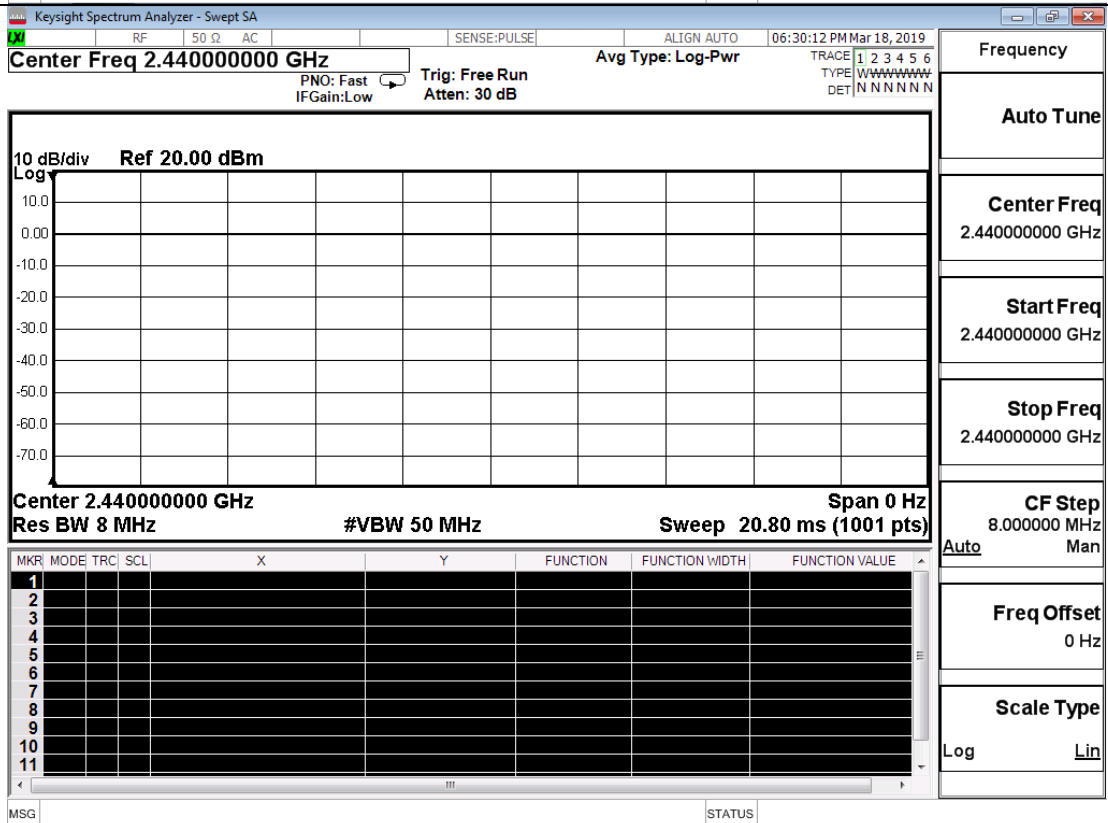 Keysight Spectrum Analyzer - Swept SA
LXI RF 50 Ω AC SENSE:PULSE ALIGN AUTO 06:30:12 PM Mar 18, 2019
Center Freq 2.440000000 GHz
PNO: Fast
IFGain:Low
Trig: Free Run
Atten: 30 dB
Avg Type: Log-Pwr
TRACE 1 2 3 4 5 6
TYPE W W W W W W
DET N N N N N N
10 dB/div Ref 20.00 dBm
Log
10.0
0.00
-10.0
-20.0
-30.0
-40.0
-50.0
-60.0
-70.0
Center 2.440000000 GHz Span 0 Hz
Res BW 8 MHz #VBW 50 MHz Sweep 20.80 ms (1001 pts)
MKR MODE TRC SCL X Y FUNCTION FUNCTION WIDTH FUNCTION VALUE
1
2
3
4
5
6
7
8
9
10
11
MSG STATUS
Frequency
Auto Tune
Center Freq
2.440000000 GHz
Start Freq
2.440000000 GHz
Stop Freq
2.440000000 GHz
CF Step
8.000000 MHz
Auto Man
Freq Offset
0 Hz
Scale Type
Log Lin